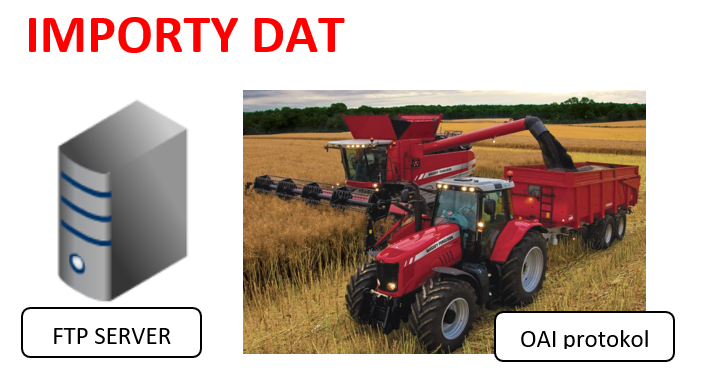 IMPORTY DAT
FTP SERVER
OAI protokol